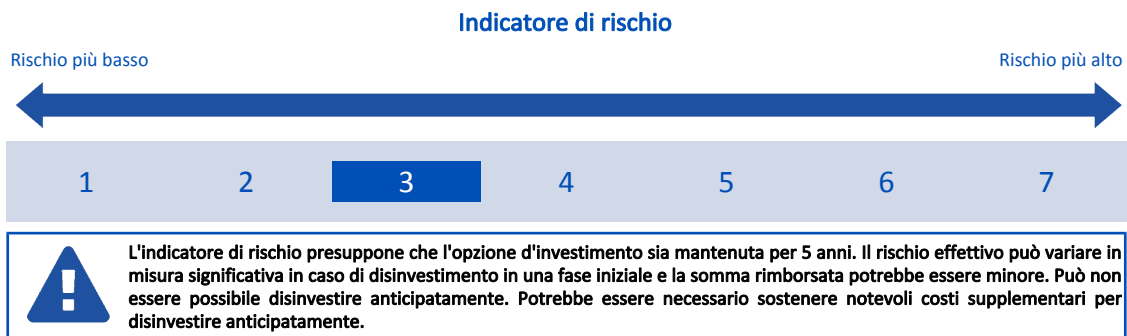 Indicatore di rischio
Rischio più basso
Rischio più alto
1 2 3 4 5 6 7
L'indicatore di rischio presuppone che l'opzione d'investimento sia mantenuta per 5 anni. Il rischio effettivo può variare in
misura significativa in caso di disinvestimento in una fase iniziale e la somma rimborsata potrebbe essere minore. Può non
essere possibile disinvestire anticipatamente. Potrebbe essere necessario sostenere notevoli costi supplementari per
disinvestire anticipatamente.